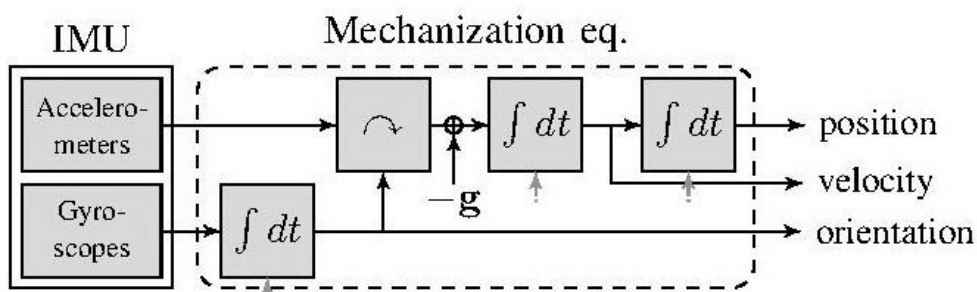 IMU
Mechanization eq.
Accelero-
meters
∫ dt
∫ dt
position
−g
velocity
Gyro-
scopes
∫ dt
orientation